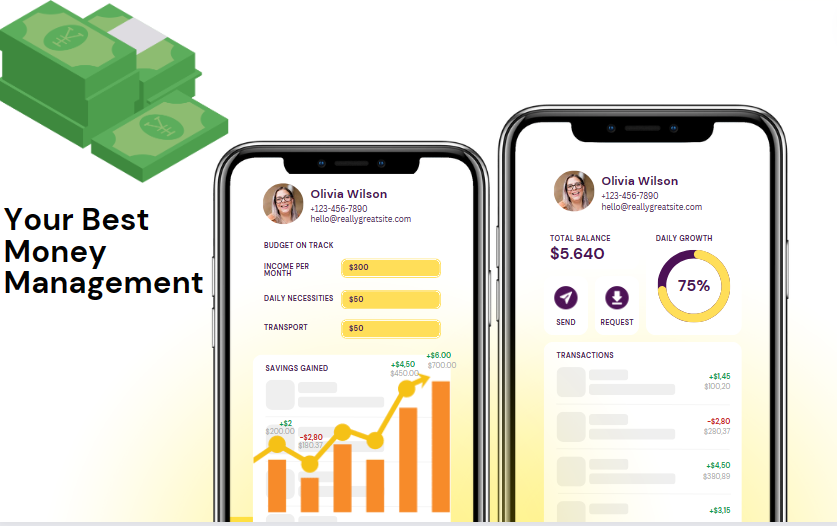 Your Best
Money
Management
Olivia Wilson
+123-456-7890
hello@reallygreatsite.com
BUDGET ON TRACK
INCOME PER
MONTH
$300
DAILY NECESSITIES
$50
TRANSPORT
$50
SAVINGS GAINED
+$6.00
$700.00
+$4,50
$450.00
+$2
$200.00
-$2,80
$180,37
Olivia Wilson
+123-456-7890
hello@reallygreatsite.com
TOTAL BALANCE
$5.640
DAILY GROWTH
75%
SEND
REQUEST
TRANSACTIONS
+$1,45
$100,20
-$2,80
$280,37
+$4,50
$380,89
+$3,15